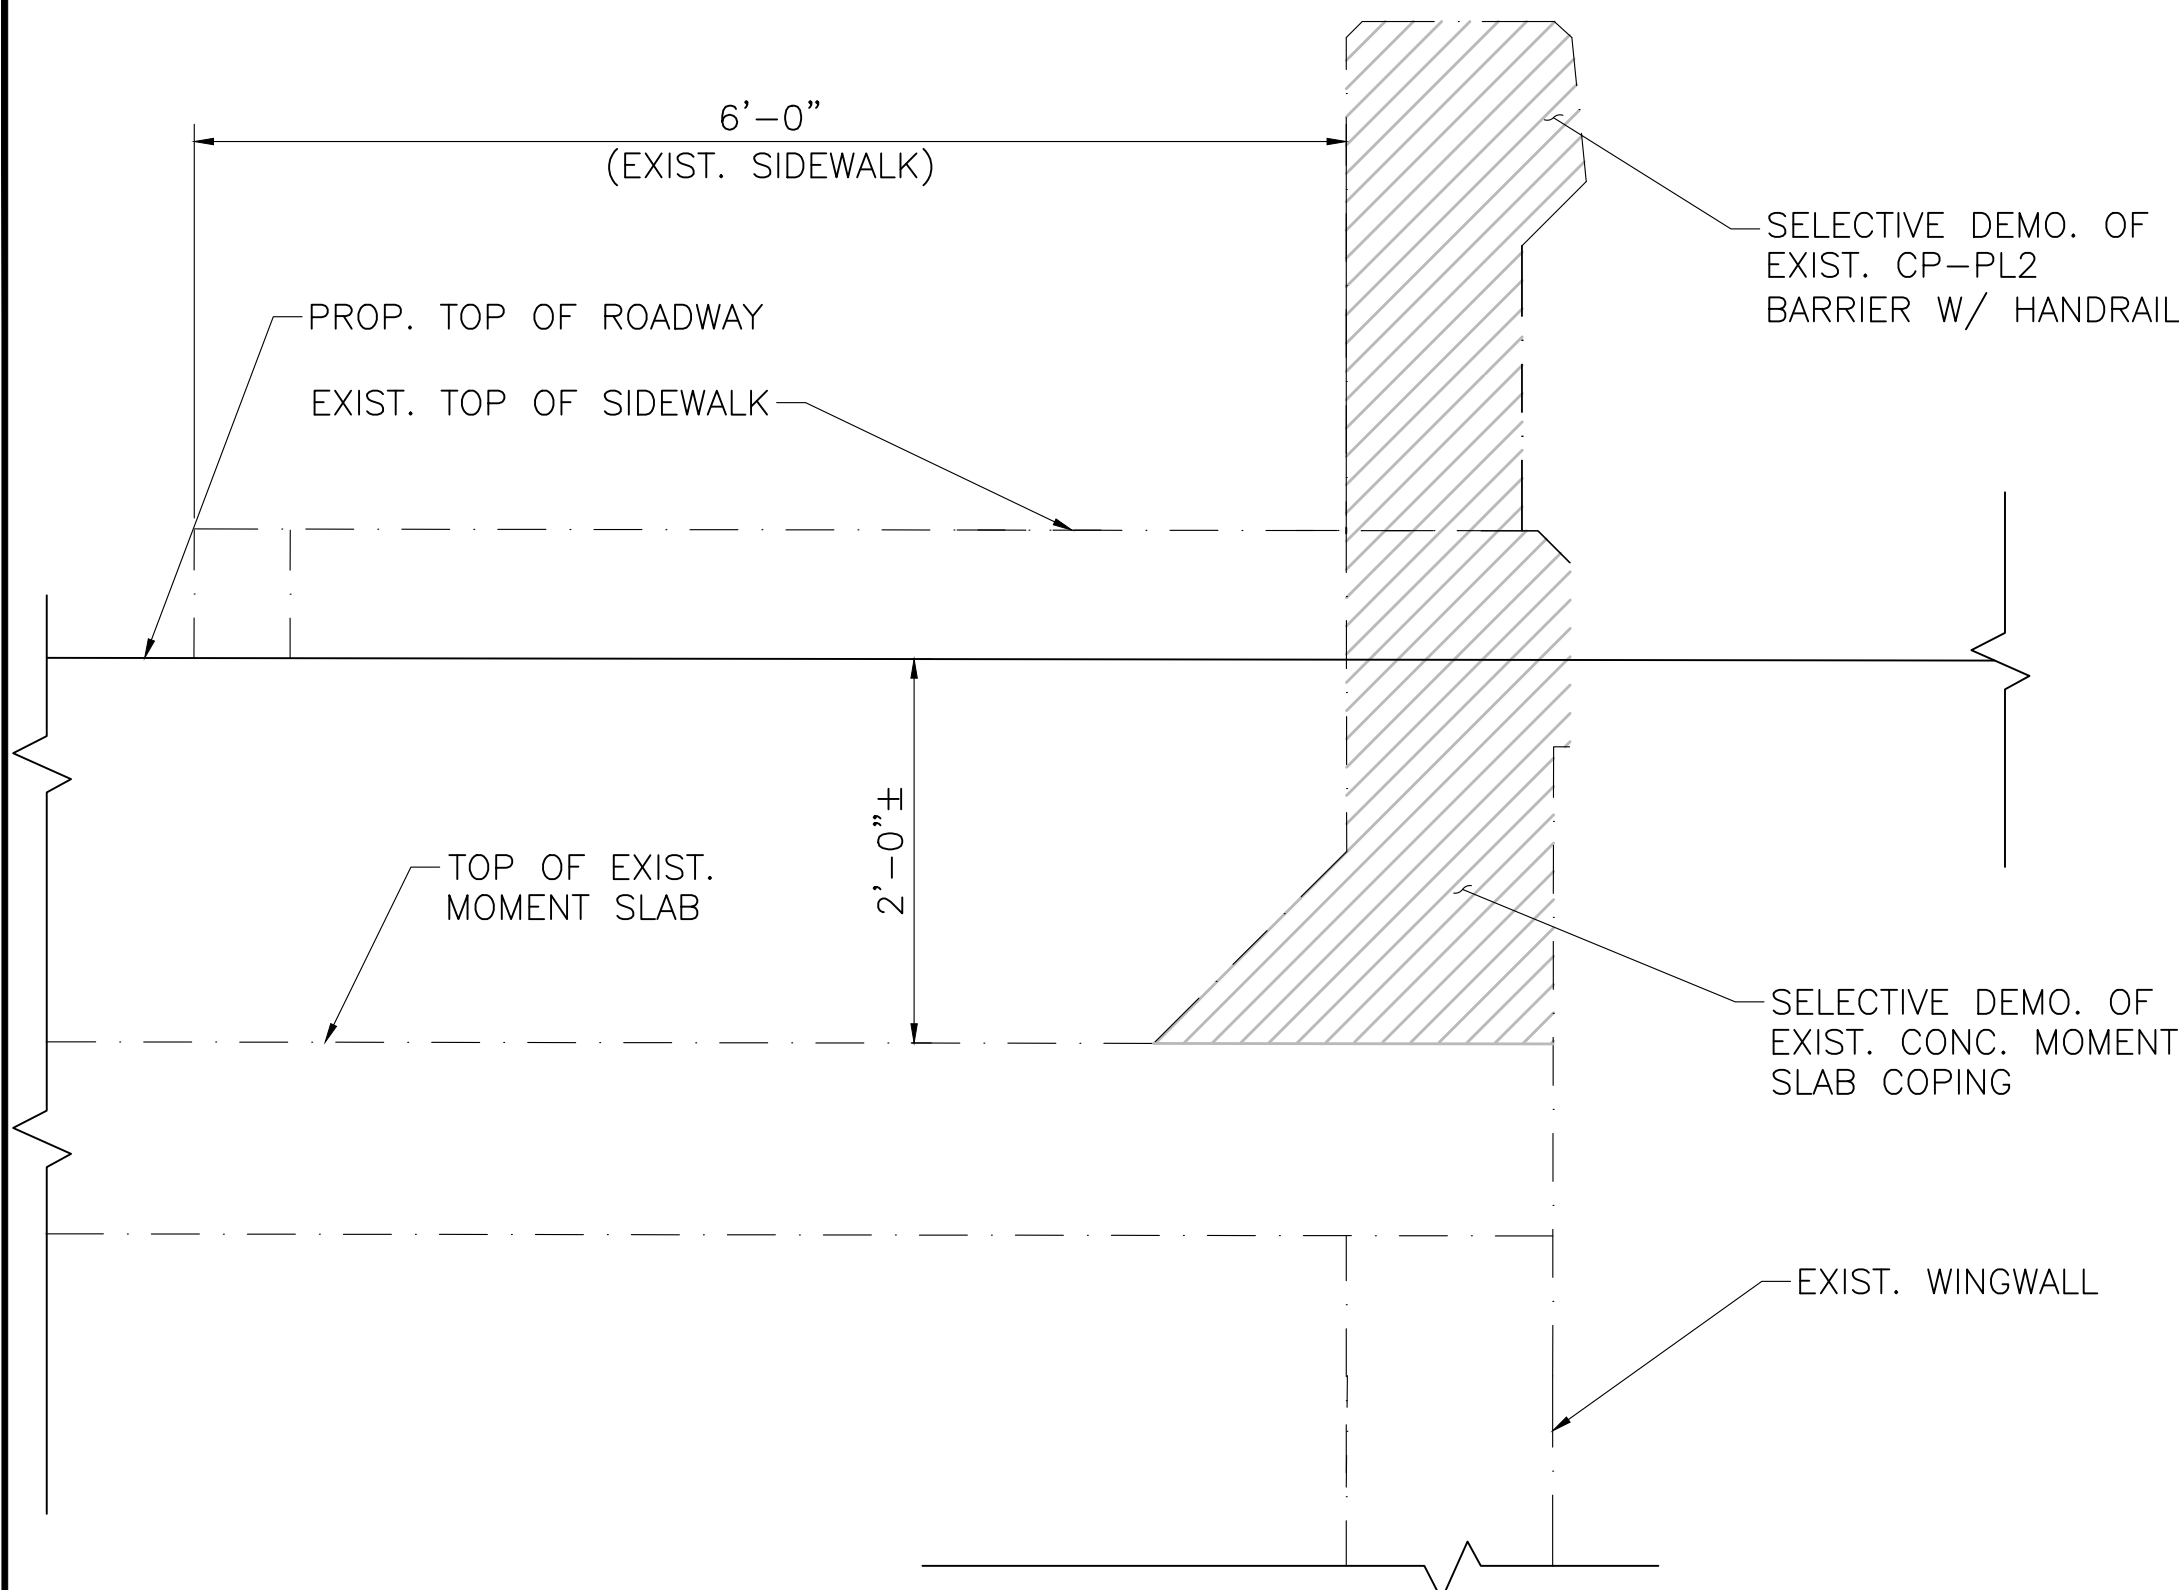 6'-0"
(EXIST. SIDEWALK)
SELECTIVE DEMO. OF
EXIST. CP-PL2
BARRIER W/ HANDRAIL
PROP. TOP OF ROADWAY
EXIST. TOP OF SIDEWALK
2'-0"±
TOP OF EXIST.
MOMENT SLAB
SELECTIVE DEMO. OF
EXIST. CONC. MOMENT
SLAB COPING
EXIST. WINGWALL